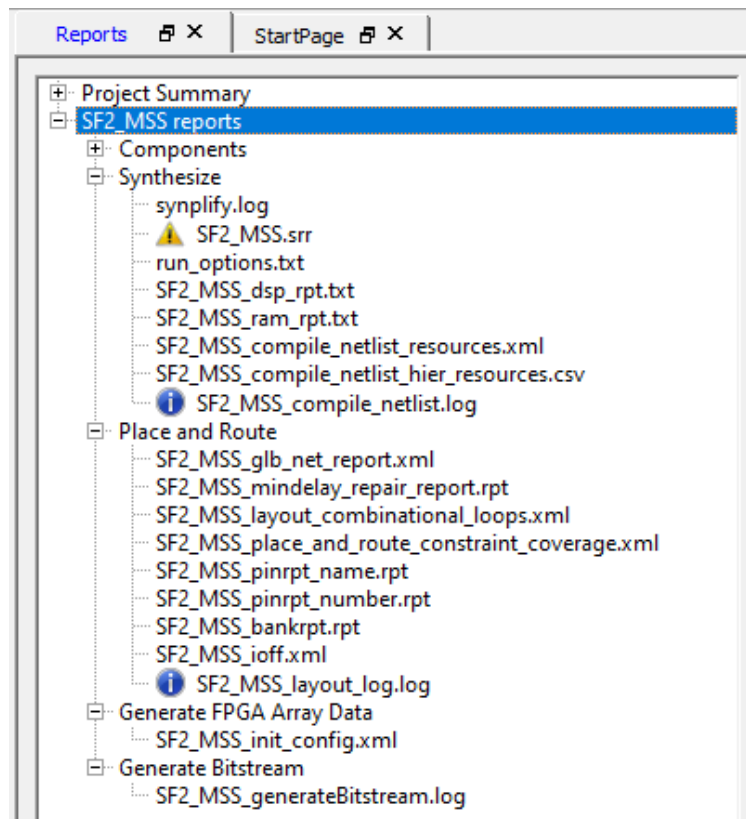 Reports StartPage
Project Summary
SF2_MSS reports
Components
Synthesize
synplify.log
SF2_MSS.srr
run_options.txt
SF2_MSS_dsp_rpt.txt
SF2_MSS_ram_rpt.txt
SF2_MSS_compile_netlist_resources.xml
SF2_MSS_compile_netlist_hier_resources.csv
SF2_MSS_compile_netlist.log
Place and Route
SF2_MSS_glb_net_report.xml
SF2_MSS_mindelay_repair_report.rpt
SF2_MSS_layout_combinational_loops.xml
SF2_MSS_place_and_route_constraint_coverage.xml
SF2_MSS_pinrpt_name.rpt
SF2_MSS_pinrpt_number.rpt
SF2_MSS_bankrpt.rpt
SF2_MSS_ioff.xml
SF2_MSS_layout_log.log
Generate FPGA Array Data
SF2_MSS_init_config.xml
Generate Bitstream
SF2_MSS_generateBitstream.log